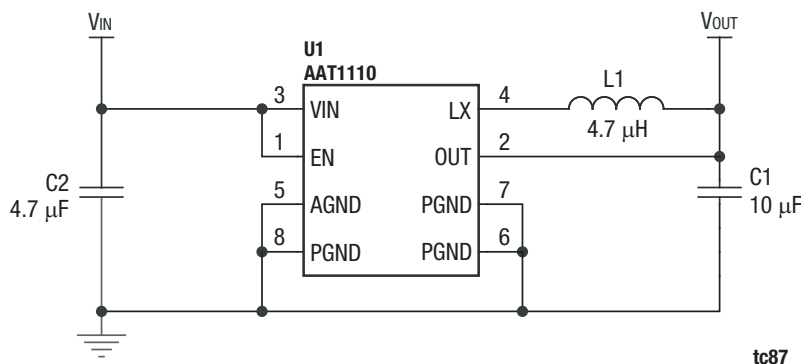 VIN
VOUT
U1
AAT1110
L1
4.7 μH
3
VIN
LX
4
1
EN
OUT
2
C2
4.7 μF
5
AGND
PGND
7
C1
10 μF
8
PGND
PGND
6
tc87